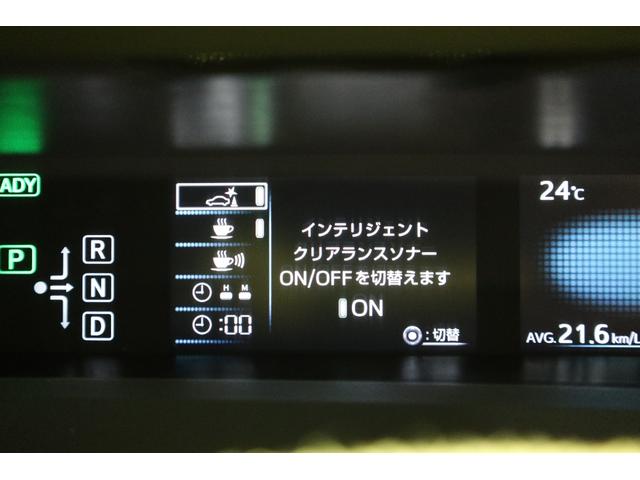 ADY
P
R
N
D
H M
:00
インテリジェント
クリアランスソナー
ON/OFFを切替えます
ON
:切替
24℃
AVG.21.6km/L